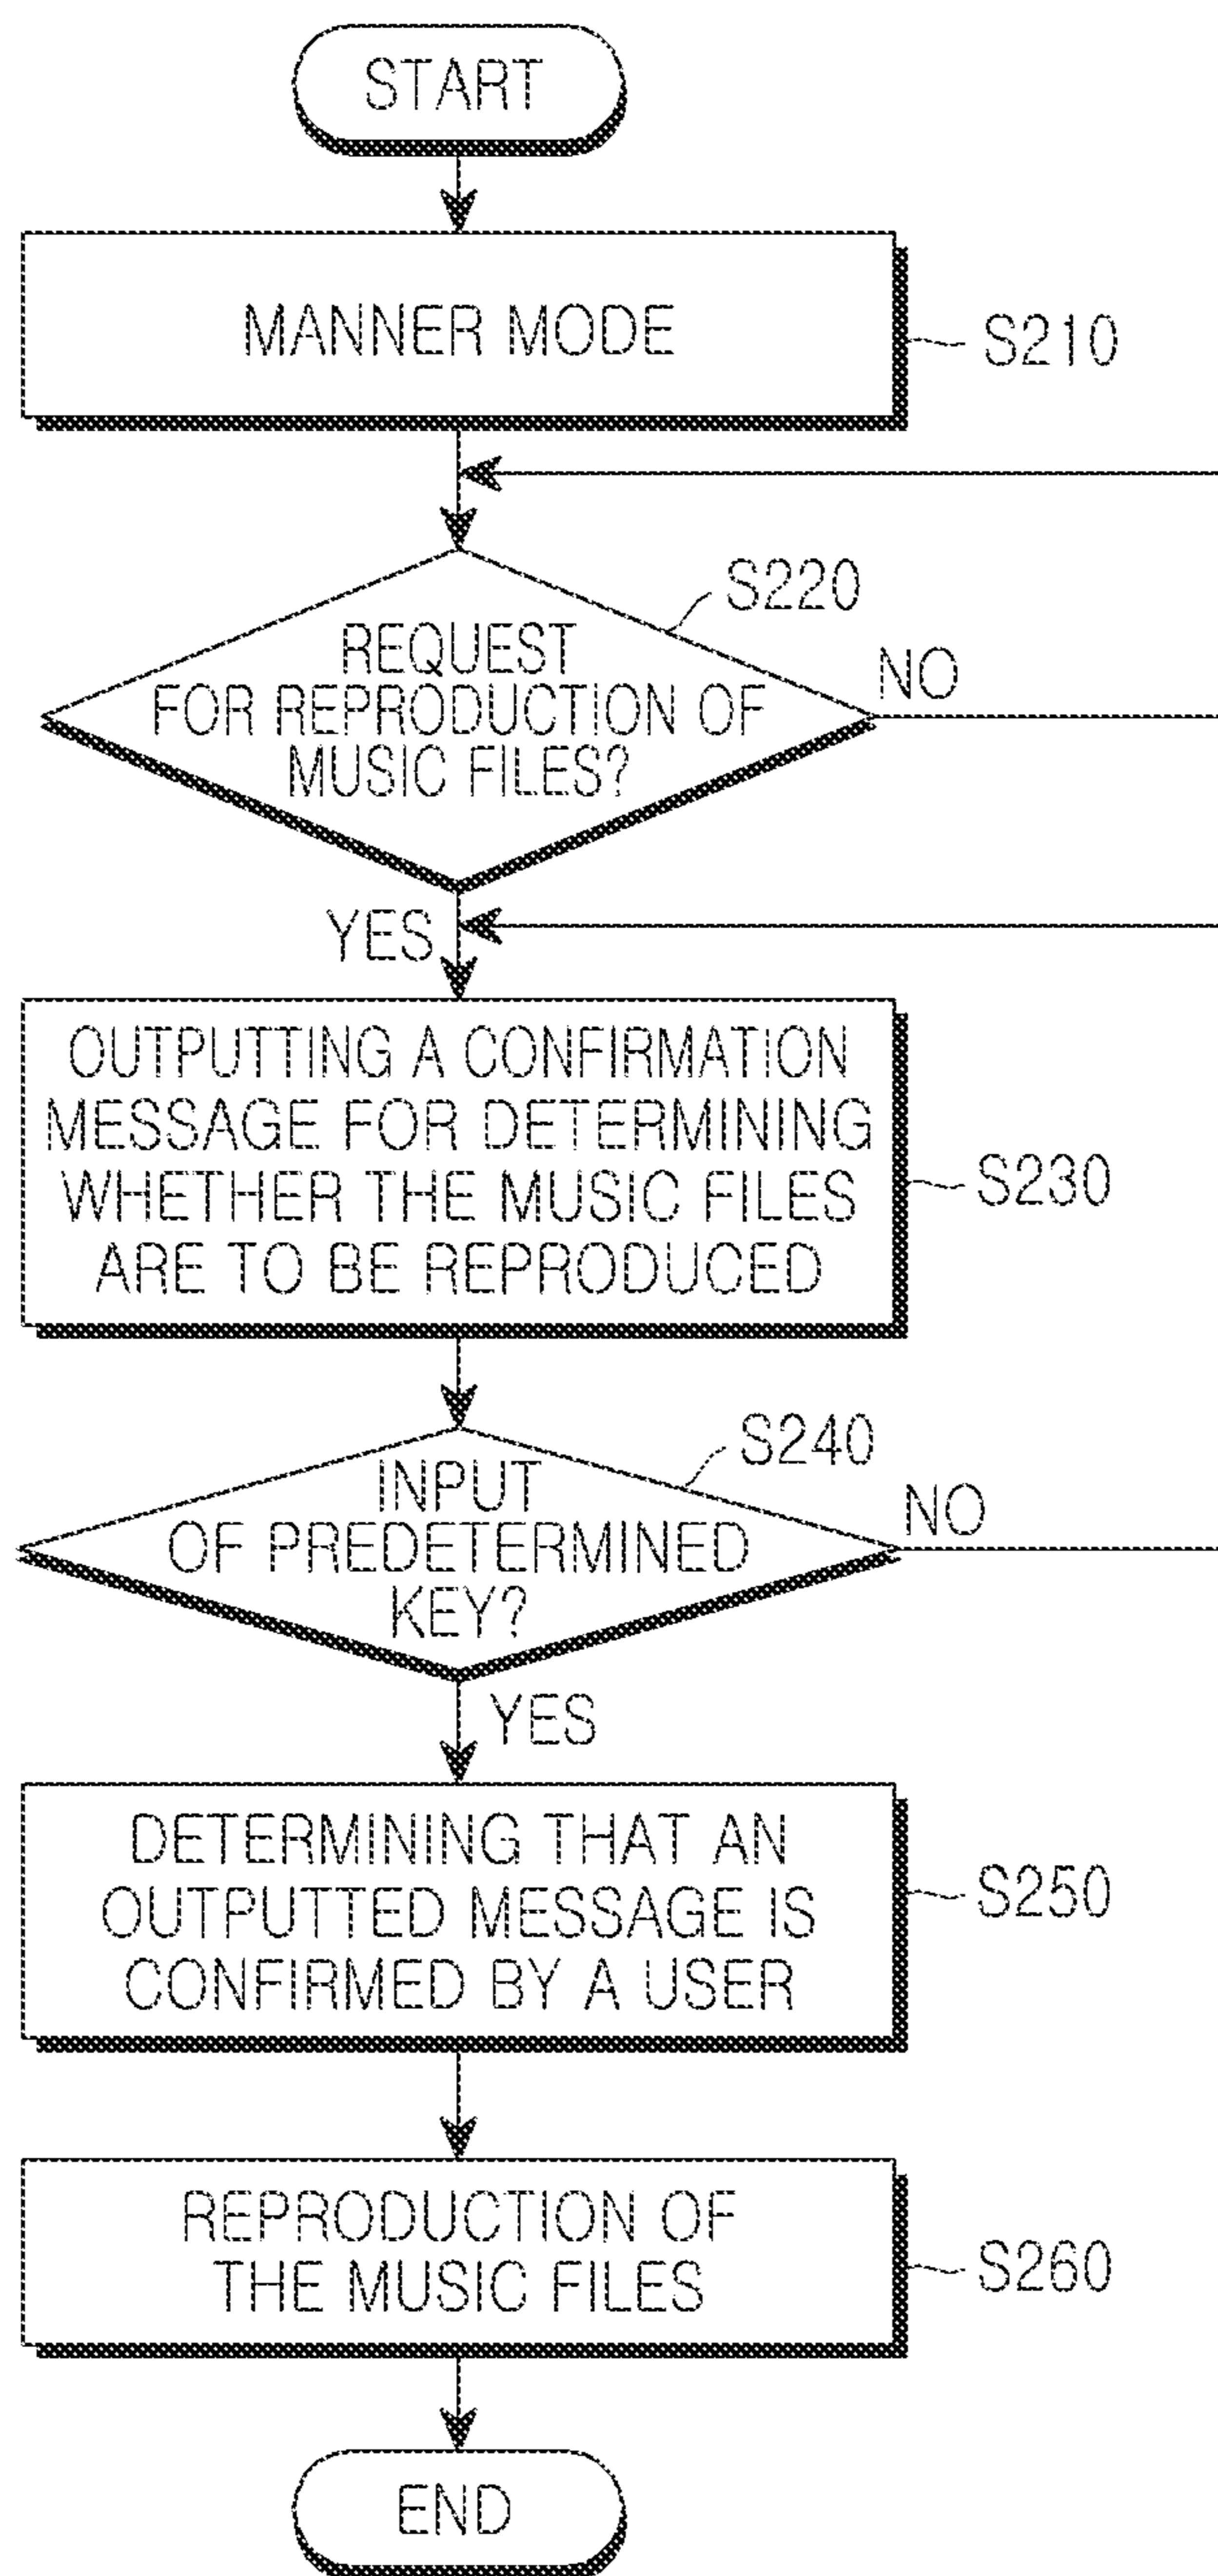 START
MANNER MODE
S210
S220
REQUEST
FOR REPRODUCTION OF
MUSIC FILES?
NO
YES
OUTPUTTING A CONFIRMATION
MESSAGE FOR DETERMINING
WHETHER THE MUSIC FILES
ARE TO BE REPRODUCED
S230
S240
INPUT
OF PREDETERMINED
KEY?
NO
YES
DETERMINING THAT AN
OUTPUTTED MESSAGE IS
CONFIRMED BY A USER
S250
REPRODUCTION OF
THE MUSIC FILES
S260
END